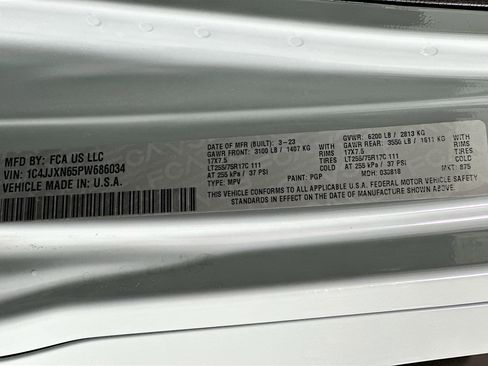 MFD BY: FCA US LLC
VIN: 1C4JJXN65PW686034
VEHICLE MADE IN U.S.A.
DATE OF MFR (BUILT): 3-23 GVWR: 6200 LB / 2813 KG
GAWR FRONT: 3100 LB / 1407 KG WITH GAWR REAR: 3550 LB / 1611 KG WITH
17X7.5 RIMS 17X7.5 RIMS
LT255/75R17C 111 TIRES LT255/75R17C 111 TIRES
AT 255 kPa / 37 PSI COLD AT 255 kPa / 37 PSI COLD
TYPE: MPV PAINT: PGP MDH: 030818 MKT: 875
THIS VEHICLE CONFORMS TO ALL APPLICABLE U.S.A. FEDERAL MOTOR VEHICLE SAFETY
STANDARDS IN EFFECT ON THE DATE OF MANUFACTURE SHOWN ABOVE.